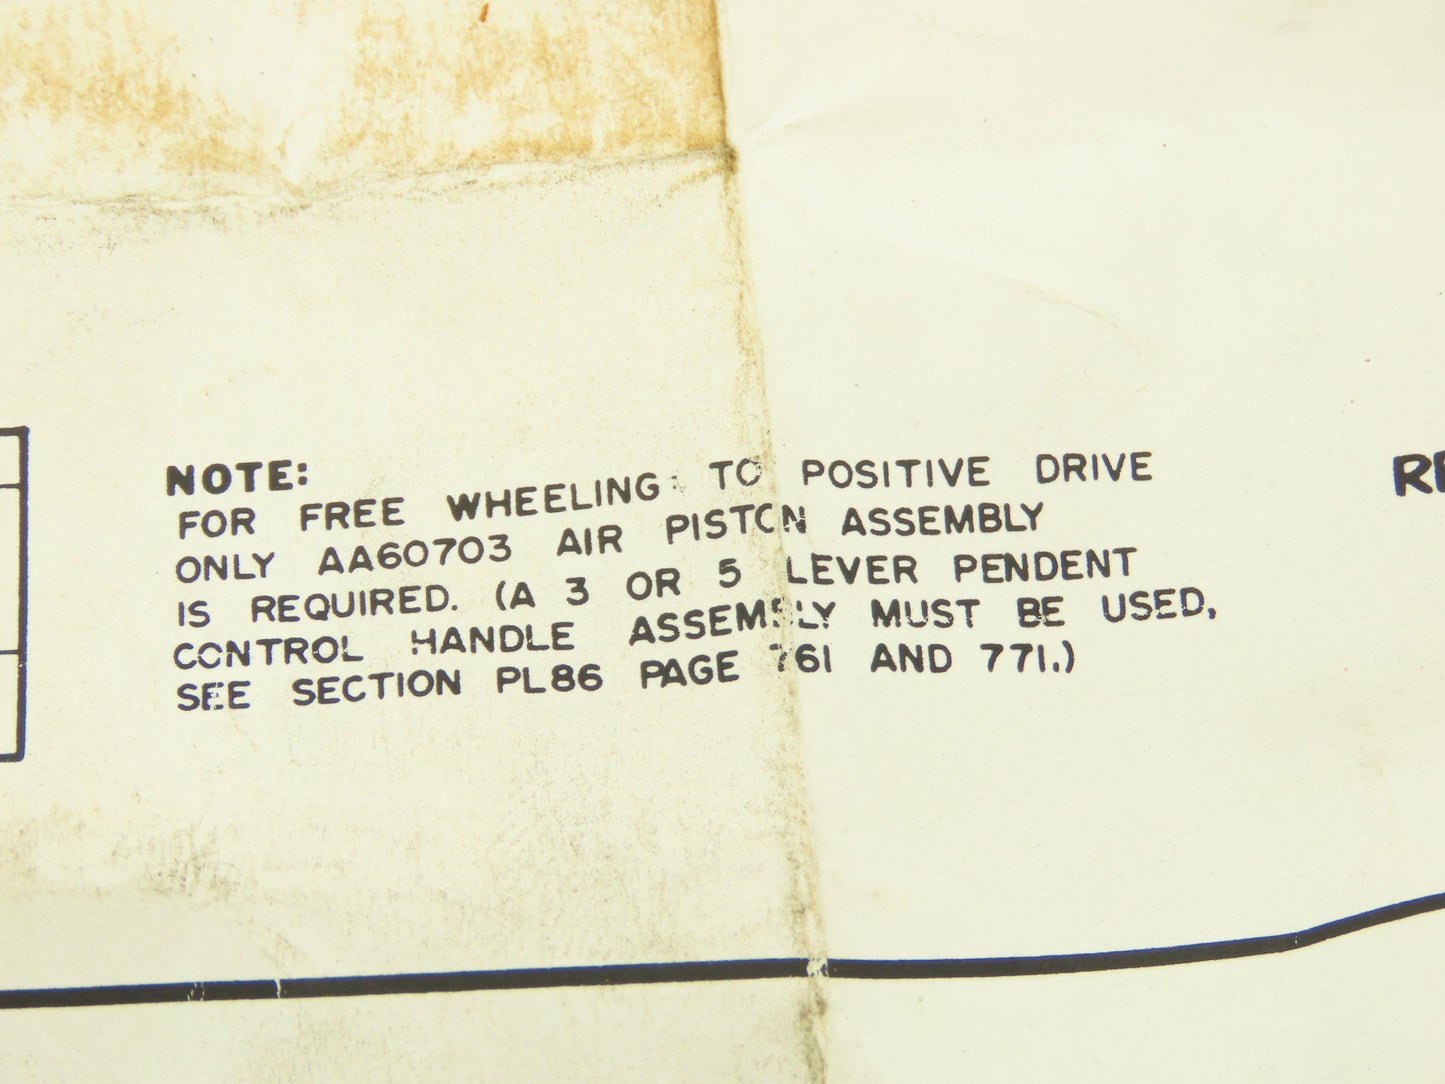 NOTE:
FOR FREE WHEELING TO POSITIVE DRIVE
ONLY AA60703 AIR PISTON ASSEMBLY
IS REQUIRED. (A 3 OR 5 LEVER PENDENT
CONTROL HANDLE ASSEMBLY MUST BE USED,
SEE SECTION PL86 PAGE 761 AND 771.)